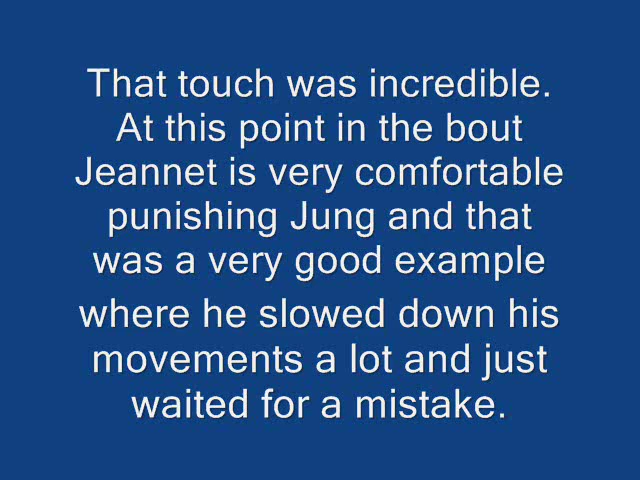 That touch was incredible.
At this point in the bout
Jeannet is very comfortable
punishing Jung and that
was a very good example
where he slowed down his
movements a lot and just
waited for a mistake.